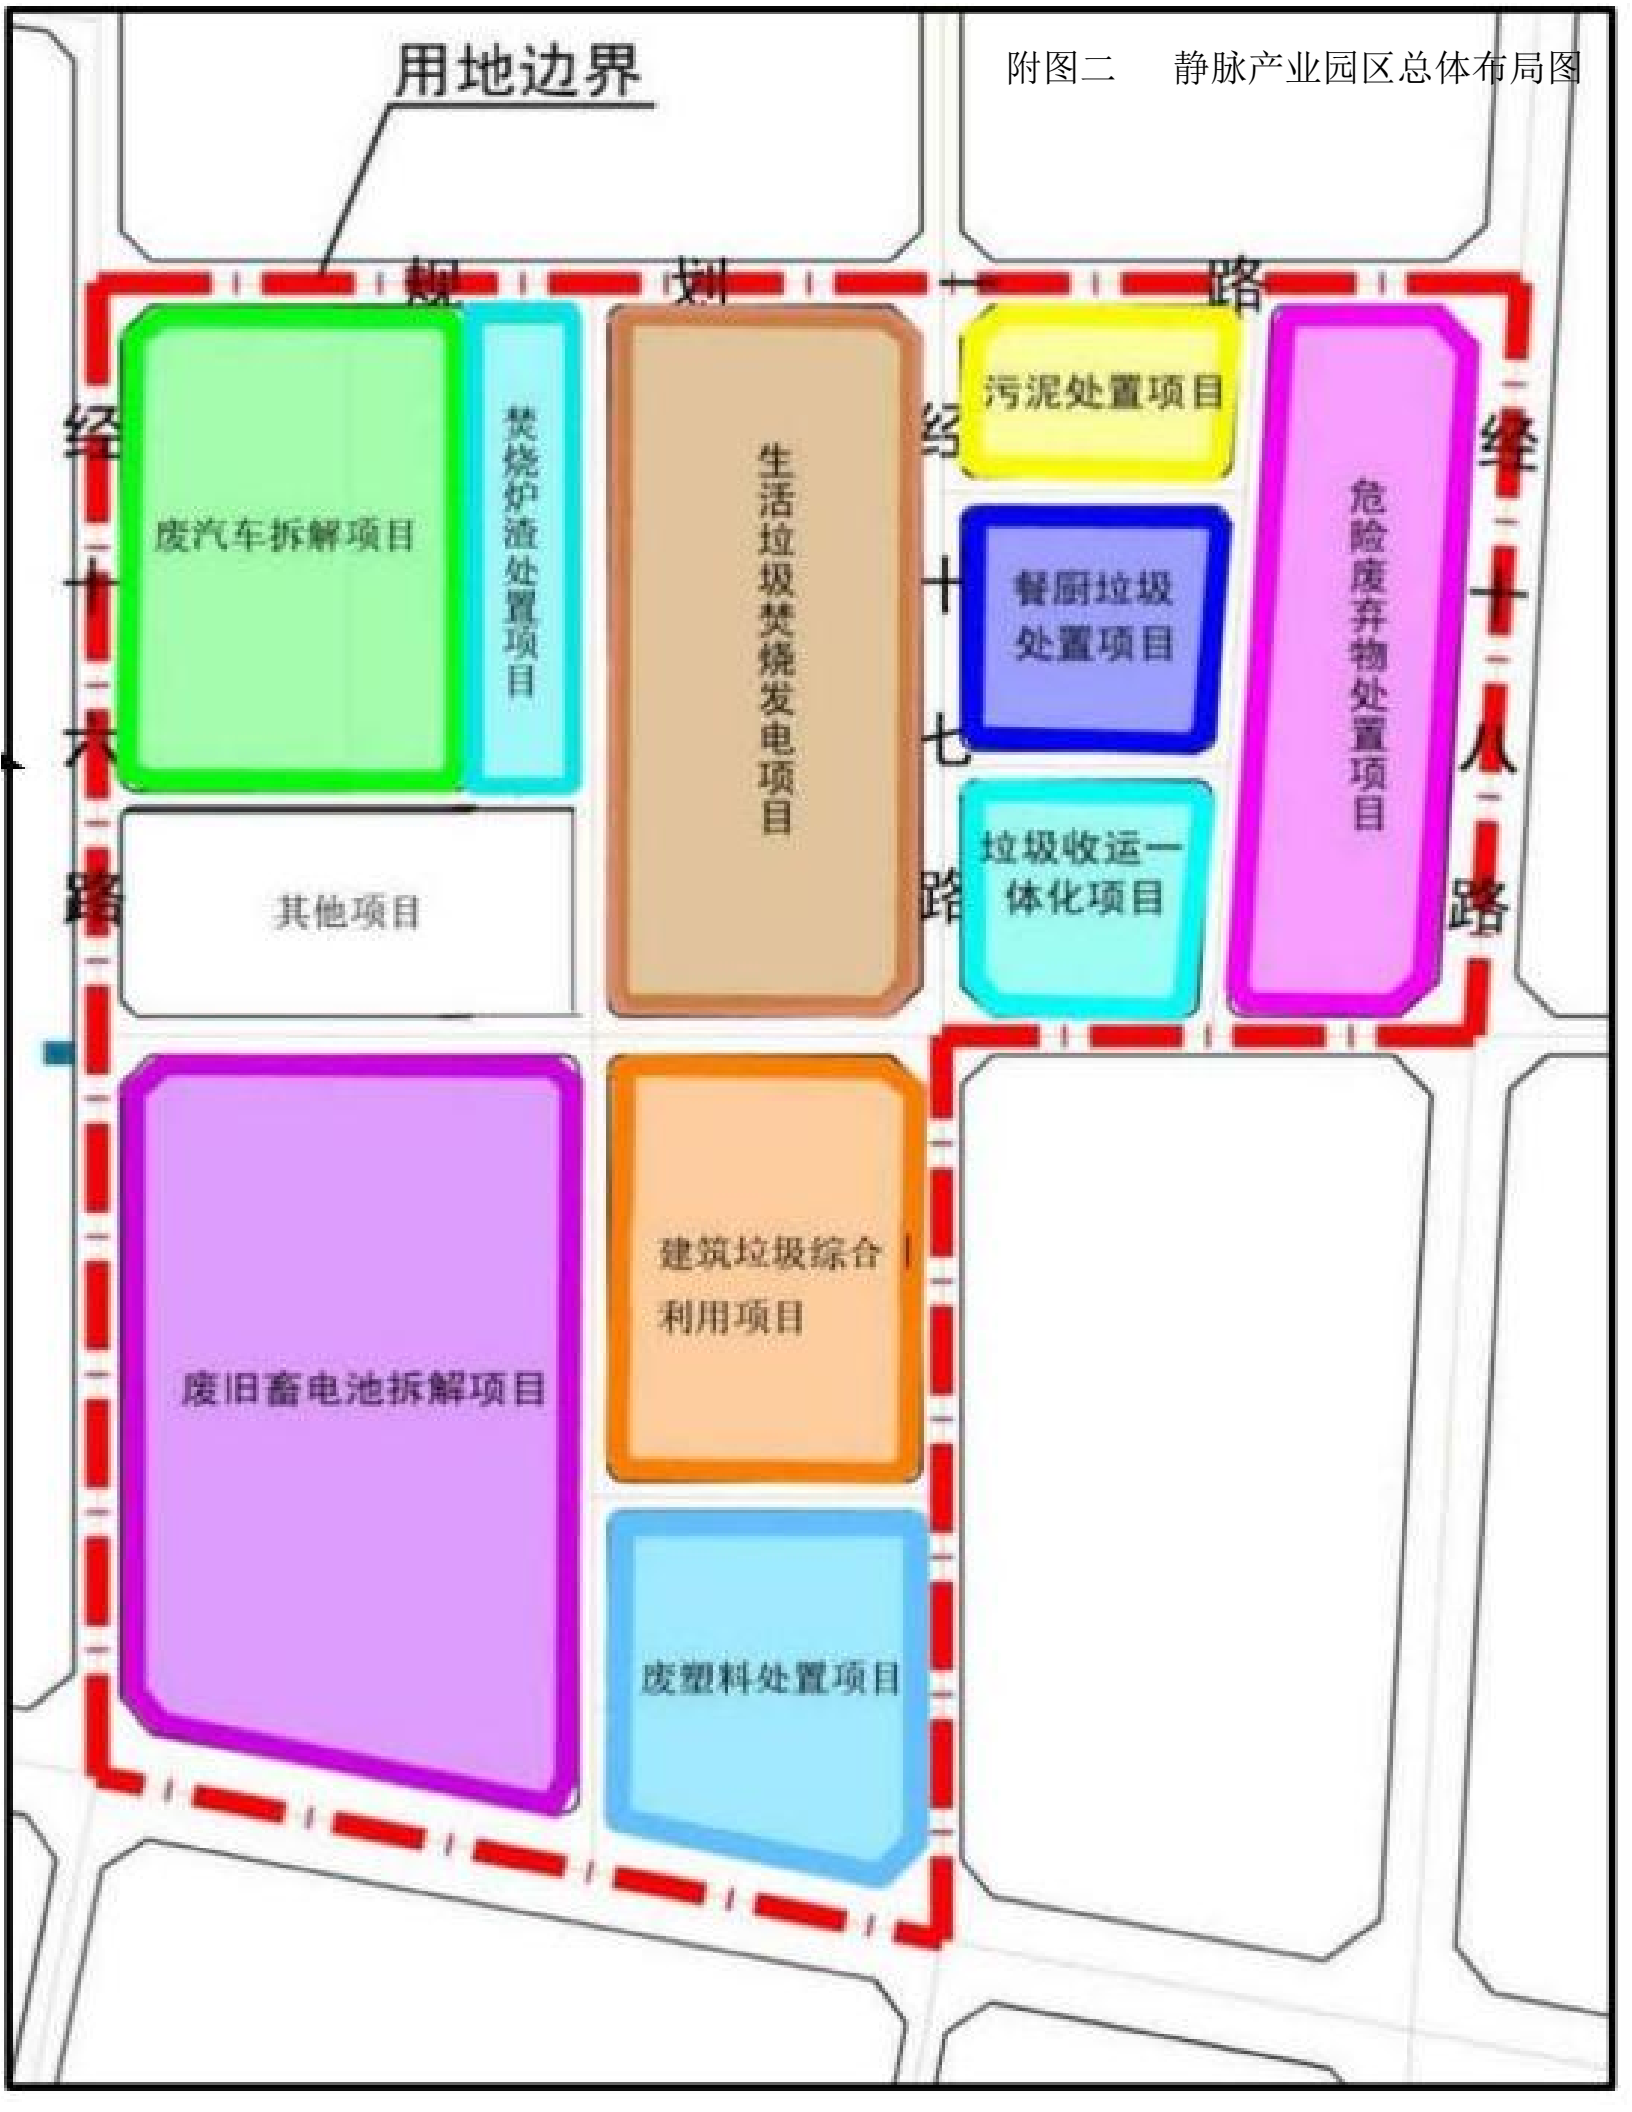 附图二 静脉产业园区总体布局图
用地边界
规划一路
经十六路
经十七路
经十八路
废汽车拆解项目
焚烧炉渣处置项目
生活垃圾焚烧发电项目
污泥处置项目
餐厨垃圾
处置项目
垃圾收运一
体化项目
危险废弃物处置项目
其他项目
废旧畜电池拆解项目
建筑垃圾综合
利用项目
废塑料处置项目